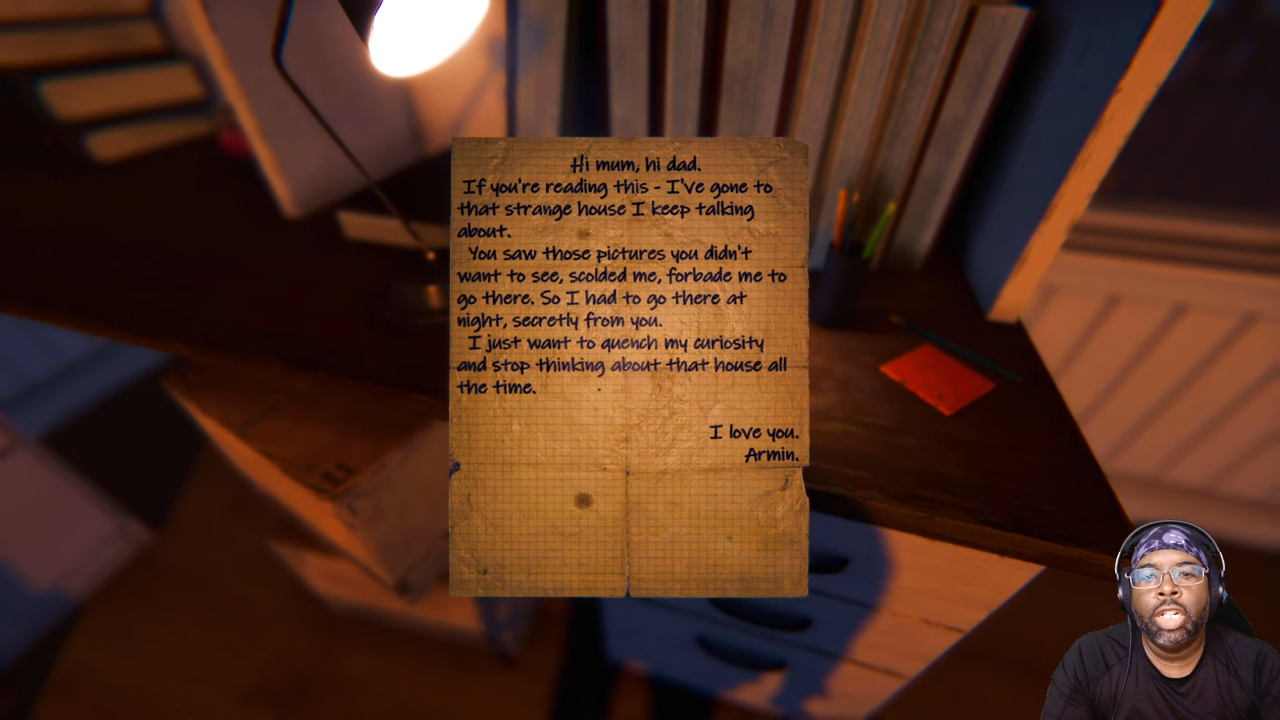 Hi mum, hi dad.
If you're reading this - I've gone to
that strange house I keep talking
about.
You saw those pictures you didn't
want to see, scolded me, forbade me to
go there. So I had to go there at
night, secretly from you.
I just want to quench my curiosity
and stop thinking about that house all
the time.
I love you.
Armin.